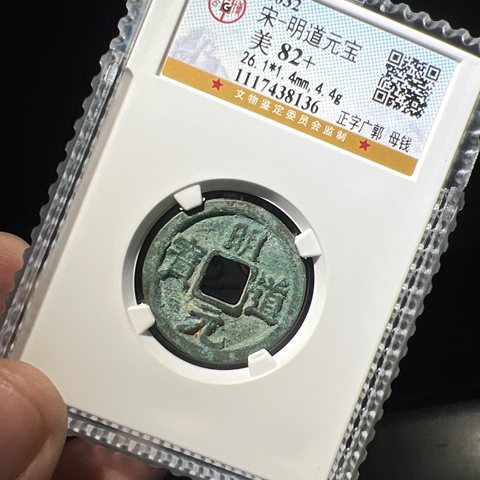 宋-明道元宝
美 82+
26.1*1.4mm,4.4g
1117438136
正字广郭 母钱
文物鉴定委员会监制
明道元寳